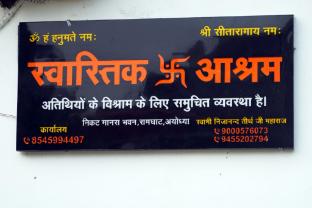 ॐ हं हनुमते नमः श्री सीतारामाय नमः
स्वास्तिक 卐 आश्रम
अतिथियों के विश्राम के लिए समुचित व्यवस्था है।
निकट मानस भवन, रामघाट, अयोध्या स्वामी निजानन्द तीर्थ जी महाराज
कार्यालय 9000576073
8545994497 9455202794